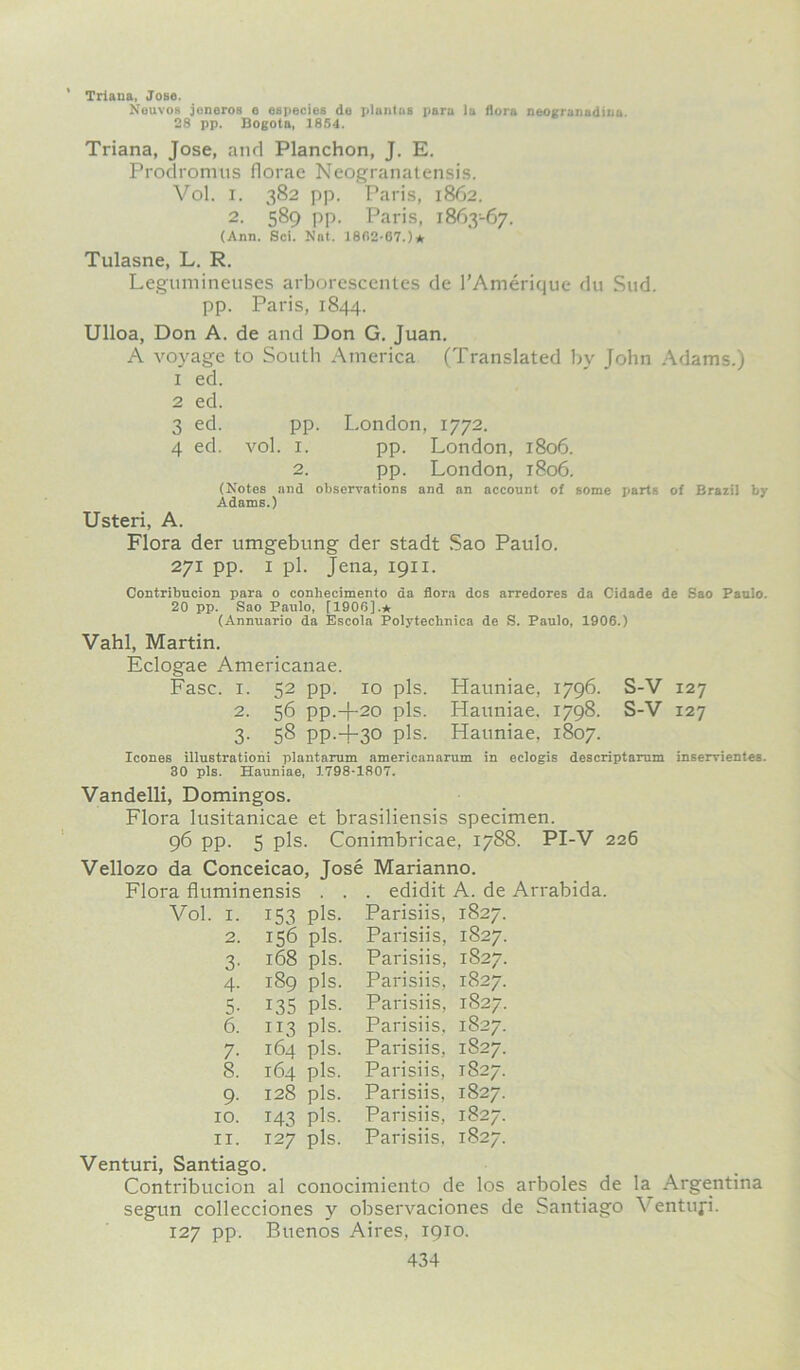 Triana, Jose.
Neuvos jeneros e especies de plantas para la flora neogranadina.
28 pp. Bogota, 1854.
Triana, Jose, and Planchon, J. E.
Prodromus florae Neogranatensis.
Vol. 1. 382 pp. Paris, 1862.
2. 589 pp. Paris, 1863-67.
(Ann. Sci. Nat. 1862-67.)★
Tulasne, L. R.
Legumineuses arborescentes de l'Amérique du Sud.
pp. Paris, 1844.
Ulloa, Don A. de and Don G. Juan.
A voyage to South America (Translated by John Adams.)
1 ed.
2 ed.
3 ed. pp. London, 1772.
4 ed. vol. 1. pp. London, 1806.
2. pp. London, 1806.
(Notes and observations and an account of some parts of Brazil by
Adams.)
Usteri, A.
Flora der umgebung der stadt Sao Paulo.
271 pp. 1 pl. Jena, 1911.
Contribucion para o conhecimento da flora dos arredores da Cidade de Sao Paulo.
20 pp. Sao Paulo, [1906].★
(Annuario da Escola Polytechnica de S. Paulo, 1906.)
Vahl, Martin.
Eclogae Americanae.
Fasc. 1. 52 pp. 10 pls. Hauniae, 1796. S-V 127
2. 56 pp.+20 pls. Hauniae, 1798. S-V 127
3. 58 pp.+30 pls. Hauniae, 1807.
Icones illustrationi plantarum americanarum in eclogis descriptarum inservientes.
30 pls. Hauniae, 1798-1807.
Vandelli, Domingos.
Flora lusitanicae et brasiliensis specimen.
96 pp. 5 pls. Conimbricae, 1788. PI-V 226
Vellozo da Conceicao, José Marianno.
Flora fluminensis . . . edidit A. de Arrabida.
Vol. 1. 153 pls. Parisiis, 1827.
2. 156 pls. Parisiis, 1827.
3. 168 pls. Parisiis, 1827.
4. 189 pls. Parisiis, 1827.
5. 135 pls. Parisiis, 1827.
6. 113 pls. Parisiis, 1827.
7. 164 pls. Parisiis, 1827.
8. 164 pls. Parisiis, 1827.
9. 128 pls. Parisiis, 1827.
10. 143 pls. Parisiis, 1827.
11. 127 pls. Parisiis, 1827.
Venturi, Santiago.
Contribucion al conocimiento de los arboles de la Argentina
segun collecciones y observaciones de Santiago Venturi.
127 pp. Buenos Aires, 1910.
434